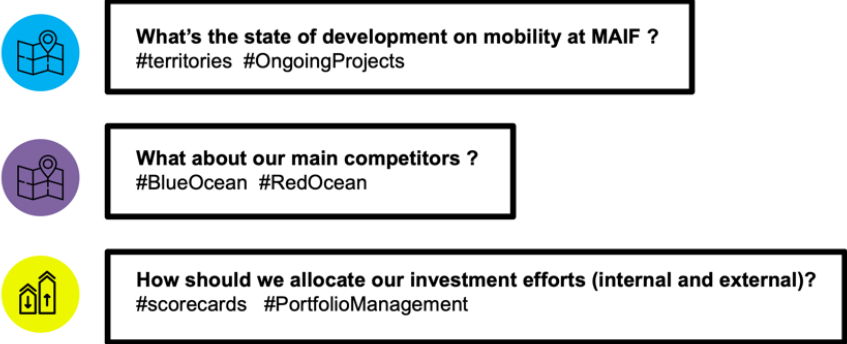 What’s the state of development on mobility at MAIF ?
#territories #OngoingProjects
What about our main competitors ?
#BlueOcean #RedOcean
How should we allocate our investment efforts (internal and external)?
#scorecards #PortfolioManagement